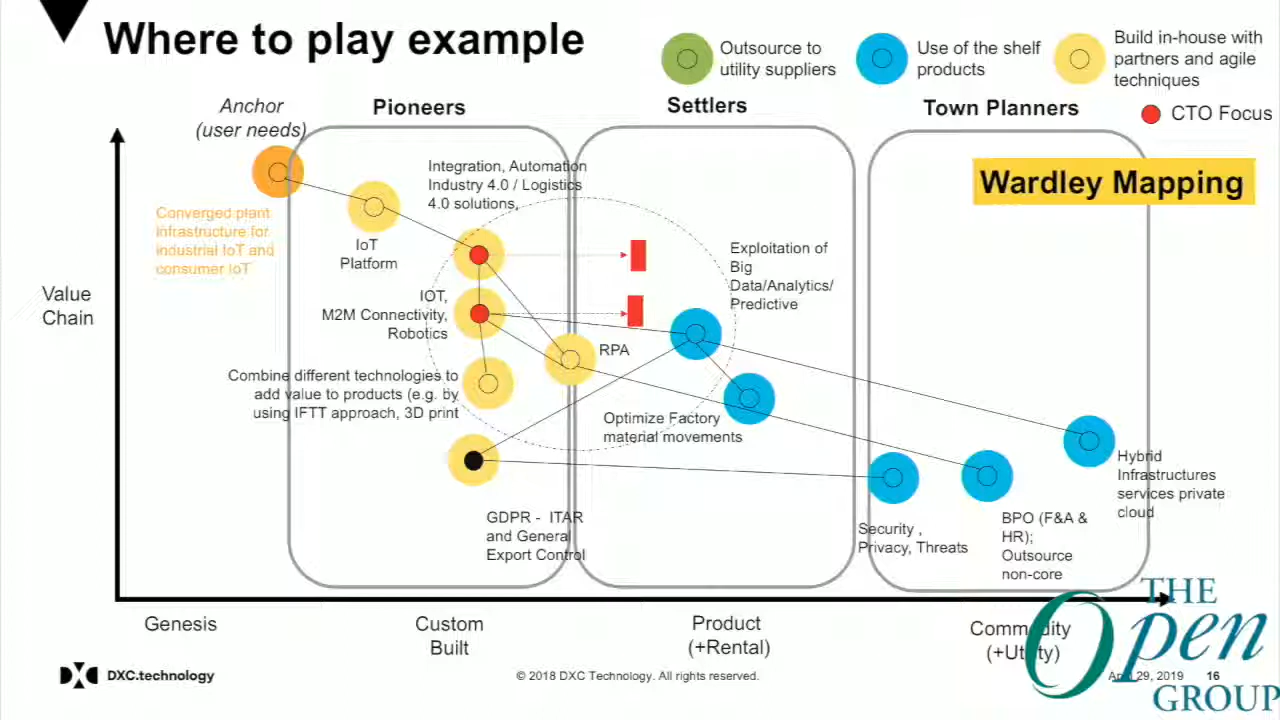 Where to play example
Outsource to
utility suppliers
Use of the shelf
products
Build in-house with
partners and agile
techniques
CTO Focus
Anchor
(user needs)
Pioneers
Settlers
Town Planners
Wardley Mapping
Integration, Automation
Industry 4.0 / Logistics
4.0 solutions,
Converged plant
infrastructure for
industrial IoT and
consumer IoT
IoT
Platform
Exploitation of
Big
Data/Analytics/
Predictive
Value
Chain
IOT,
M2M Connectivity,
Robotics
RPA
Combine different technologies to
add value to products (e.g. by
using IFTT approach, 3D print
Optimize Factory
material movements
Hybrid
Infrastructures
services private
cloud
GDPR - ITAR
and General
Export Control
Security ,
Privacy, Threats
BPO (F&A &
HR);
Outsource
non-core
Genesis
Custom
Built
Product
(+Rental)
Commodity
(+Utility)
DXC.technology
© 2018 DXC Technology. All rights reserved.
April 29, 2019
16
THE
Open
GROUP